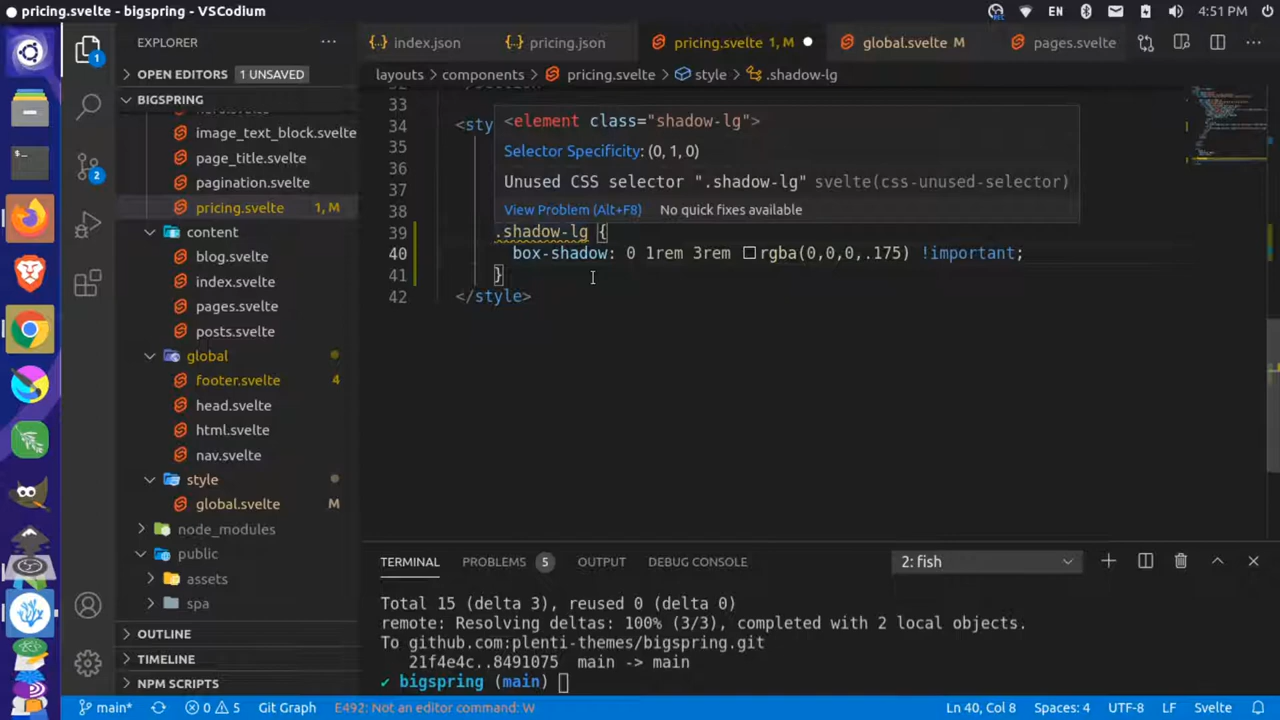 pricing.svelte - bigspring - VSCodium
EN
4:51 PM
EXPLORER
index.json
pricing.json
pricing.svelte 1, M
global.svelte M
pages.svelte
OPEN EDITORS 1 UNSAVED
layouts > components > pricing.svelte > style > .shadow-lg
BIGSPRING
image_text_block.svelte
page_title.svelte
pagination.svelte
pricing.svelte 1, M
content
blog.svelte
index.svelte
pages.svelte
posts.svelte
global
footer.svelte 4
head.svelte
html.svelte
nav.svelte
style
global.svelte M
node_modules
public
assets
spa
OUTLINE
TIMELINE
NPM SCRIPTS
1
2
33
34 <sty
35
36
37
38
<element class="shadow-lg">
Selector Specificity: (0, 1, 0)
Unused CSS selector ".shadow-lg" svelte(css-unused-selector)
View Problem (Alt+F8) No quick fixes available
39 .shadow-lg {
40 box-shadow: 0 1rem 3rem rgba(0,0,0,.175) !important;
41 }
42 </style>
TERMINAL PROBLEMS 5 OUTPUT DEBUG CONSOLE 2: fish
Total 15 (delta 3), reused 0 (delta 0)
remote: Resolving deltas: 100% (3/3), completed with 2 local objects.
To github.com:plenti-themes/bigspring.git
21f4e4c..8491075 main -> main
✔ bigspring (main)
main* 0 5 Git Graph E492: Not an editor command: W Ln 40, Col 8 Spaces: 4 UTF-8 LF Svelte